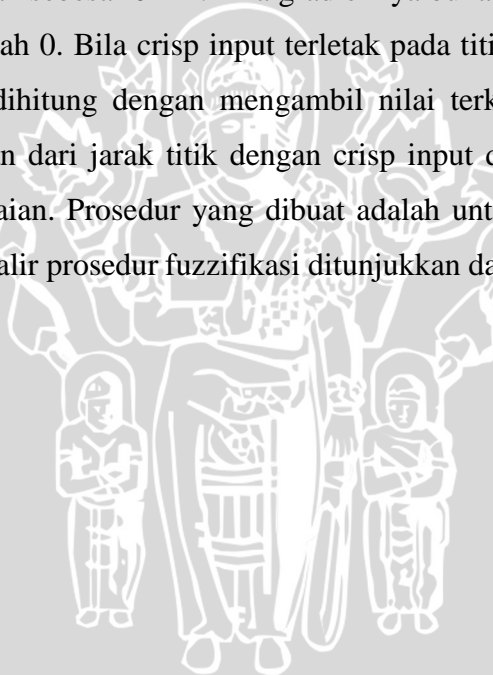 ah 0. Bila crisp input terletak pada titi
dihitung dengan mengambil nilai terk
n dari jarak titik dengan crisp input d
aian. Prosedur yang dibuat adalah unt
alir prosedur fuzzifikasi ditunjukkan da